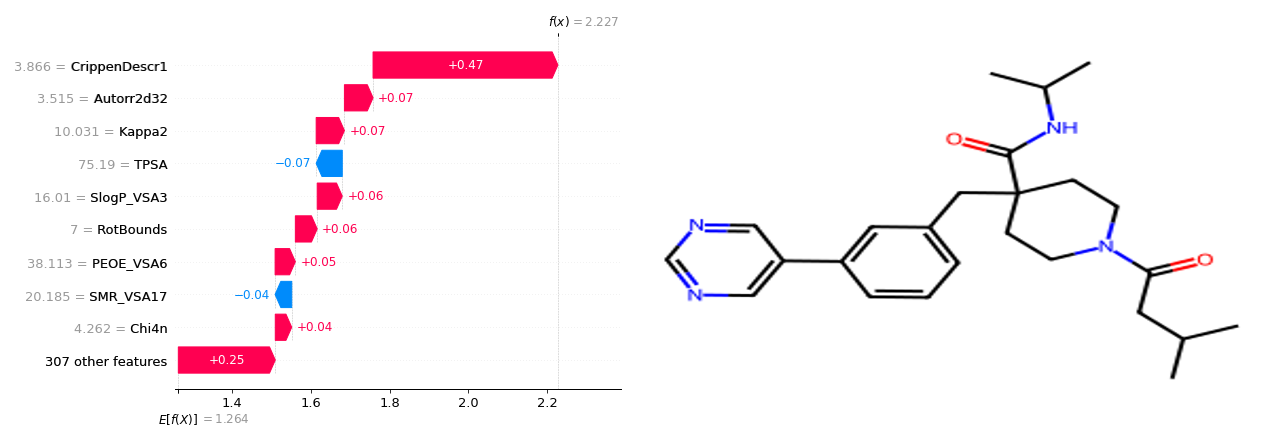 f(x) = 2.227
3.866 = CrippenDescr1 +0.47
3.515 = Autorr2d32 +0.07
10.031 = Kappa2 +0.07
75.19 = TPSA −0.07
16.01 = SlogP_VSA3 +0.06
7 = RotBounds +0.06
38.113 = PEOE_VSA6 +0.05
20.185 = SMR_VSA17 −0.04
4.262 = Chi4n +0.04
307 other features +0.25
1.4 1.6 1.8 2.0 2.2
E[f(X)] = 1.264
NH
O
N
N
O
N